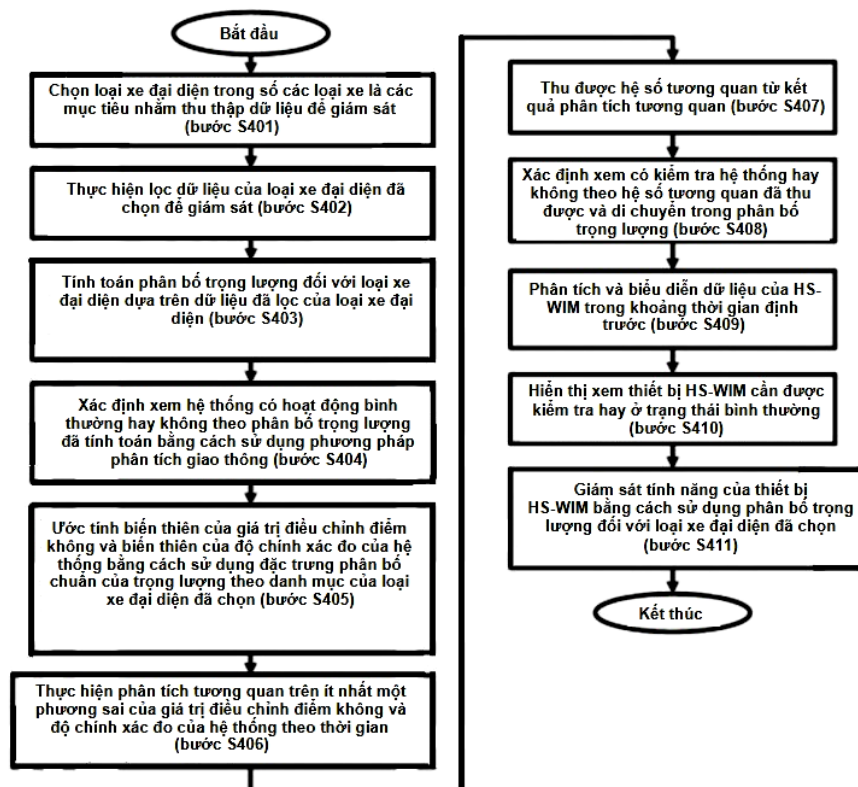 Bắt đầu
Chọn loại xe đại diện trong số các loại xe là các
mục tiêu nhằm thu thập dữ liệu để giám sát
(bước S401)
Thực hiện lọc dữ liệu của loại xe đại diện đã
chọn để giám sát (bước S402)
Tính toán phân bố trọng lượng đối với loại xe
đại diện dựa trên dữ liệu đã lọc của loại xe đại
diện (bước S403)
Xác định xem hệ thống có hoạt động bình
thường hay không theo phân bố trọng lượng
đã tính toán bằng cách sử dụng phương pháp
phân tích giao thông (bước S404)
Ước tính biến thiên của giá trị điều chỉnh điểm
không và biến thiên của độ chính xác đo của hệ
thống bằng cách sử dụng đặc trưng phân bố
chuẩn của trọng lượng theo danh mục của loại
xe đại diện đã chọn (bước S405)
Thực hiện phân tích tương quan trên ít nhất một
phương sai của giá trị điều chỉnh điểm không và
độ chính xác đo của hệ thống theo thời gian
(bước S406)
Thu được hệ số tương quan từ kết
quả phân tích tương quan (bước S407)
Xác định xem có kiểm tra hệ thống hay
không theo hệ số tương quan đã thu
được và di chuyển trong phân bố
trọng lượng (bước S408)
Phân tích và biểu diễn dữ liệu của HS-
WIM trong khoảng thời gian định
trước (bước S409)
Hiển thị xem thiết bị HS-WIM cần được
kiểm tra hay ở trạng thái bình thường
(bước S410)
Giám sát tính năng của thiết bị
HS-WIM bằng cách sử dụng phân bố trọng
lượng đối với loại xe đại diện đã chọn
(bước S411)
Kết thúc